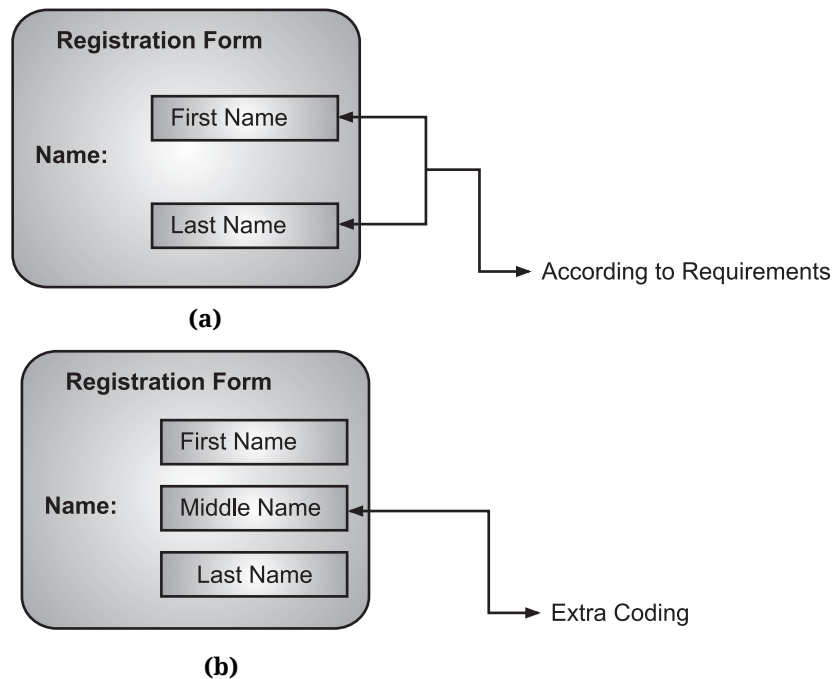 Registration Form
First Name
Name:
Last Name
According to Requirements
(a)
Registration Form
First Name
Name:
Middle Name
Last Name
Extra Coding
(b)